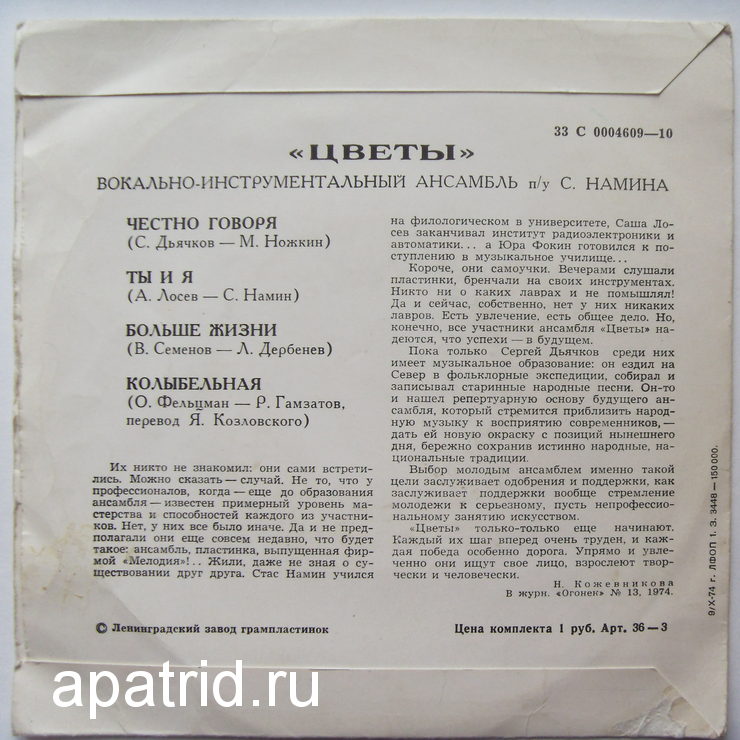 33 С 0004609—10
«ЦВЕТЫ»
ВОКАЛЬНО-ИНСТРУМЕНТАЛЬНЫЙ АНСАМБЛЬ п/у С. НАМИНА
ЧЕСТНО ГОВОРЯ
(С. Дьячков — М. Ножкин)
ТЫ И Я
(А. Лосев — С. Намин)
БОЛЬШЕ ЖИЗНИ
(В. Семенов — Л. Дербенев)
КОЛЫБЕЛЬНАЯ
(О. Фельцман — Р. Гамзатов,
перевод Я. Козловского)
Их никто не знакомил: они сами встрети-
лись. Можно сказать — случай. Не то, что у
профессионалов, когда — еще до образования
ансамбля — известен примерный уровень ма-
стерства и способностей каждого из участни-
ков. Нет, у них все было иначе. Да и не пред-
полагали они еще совсем недавно, что будет
такое: ансамбль, пластинка, выпущенная фир-
мой «Мелодия»!.. Жили, даже не зная о су-
ществовании друг друга. Стас Намин учился
на филологическом в университете, Саша Ло-
сев заканчивал институт радиоэлектроники и
автоматики... а Юра Фокин готовился к по-
ступлению в музыкальное училище...
Короче, они самоучки. Вечерами слушали
пластинки, бренчали на своих инструментах.
Никто ни о каких лаврах и не помышлял!
Да и сейчас, собственно, нет у них никаких
лавров. Есть увлечение, есть общее дело. Но,
конечно, все участники ансамбля «Цветы» на-
деются, что успехи — в будущем.
Пока только Сергей Дьячков среди них
имеет музыкальное образование: он ездил на
Север в фольклорные экспедиции, собирал и
записывал старинные народные песни. Он-то
и нашел репертуарную основу будущего ан-
самбля, который стремится приблизить народ-
ную музыку к восприятию современников,—
дать ей новую окраску с позиций нынешнего
дня, бережно сохранив истинно народные, на-
циональные традиции.
Выбор молодым ансамблем именно такой
цели заслуживает одобрения и поддержки, как
заслуживает поддержки вообще стремление
молодежи к серьезному, пусть непрофессио-
нальному занятию искусством.
«Цветы» только-только еще начинают.
Каждый их шаг вперед очень труден, и каж-
дая победа особенно дорога. Упрямо и увле-
ченно они ищут свое лицо, взрослеют твор-
чески и человечески.
Н. Кожевникова
В журн. «Огонек» № 13, 1974.
9/X-74 г. ЛФОП 1. З. 3448 — 150 000.
© Ленинградский завод грампластинок
Цена комплекта 1 руб. Арт. 36—3
apatrid.ru